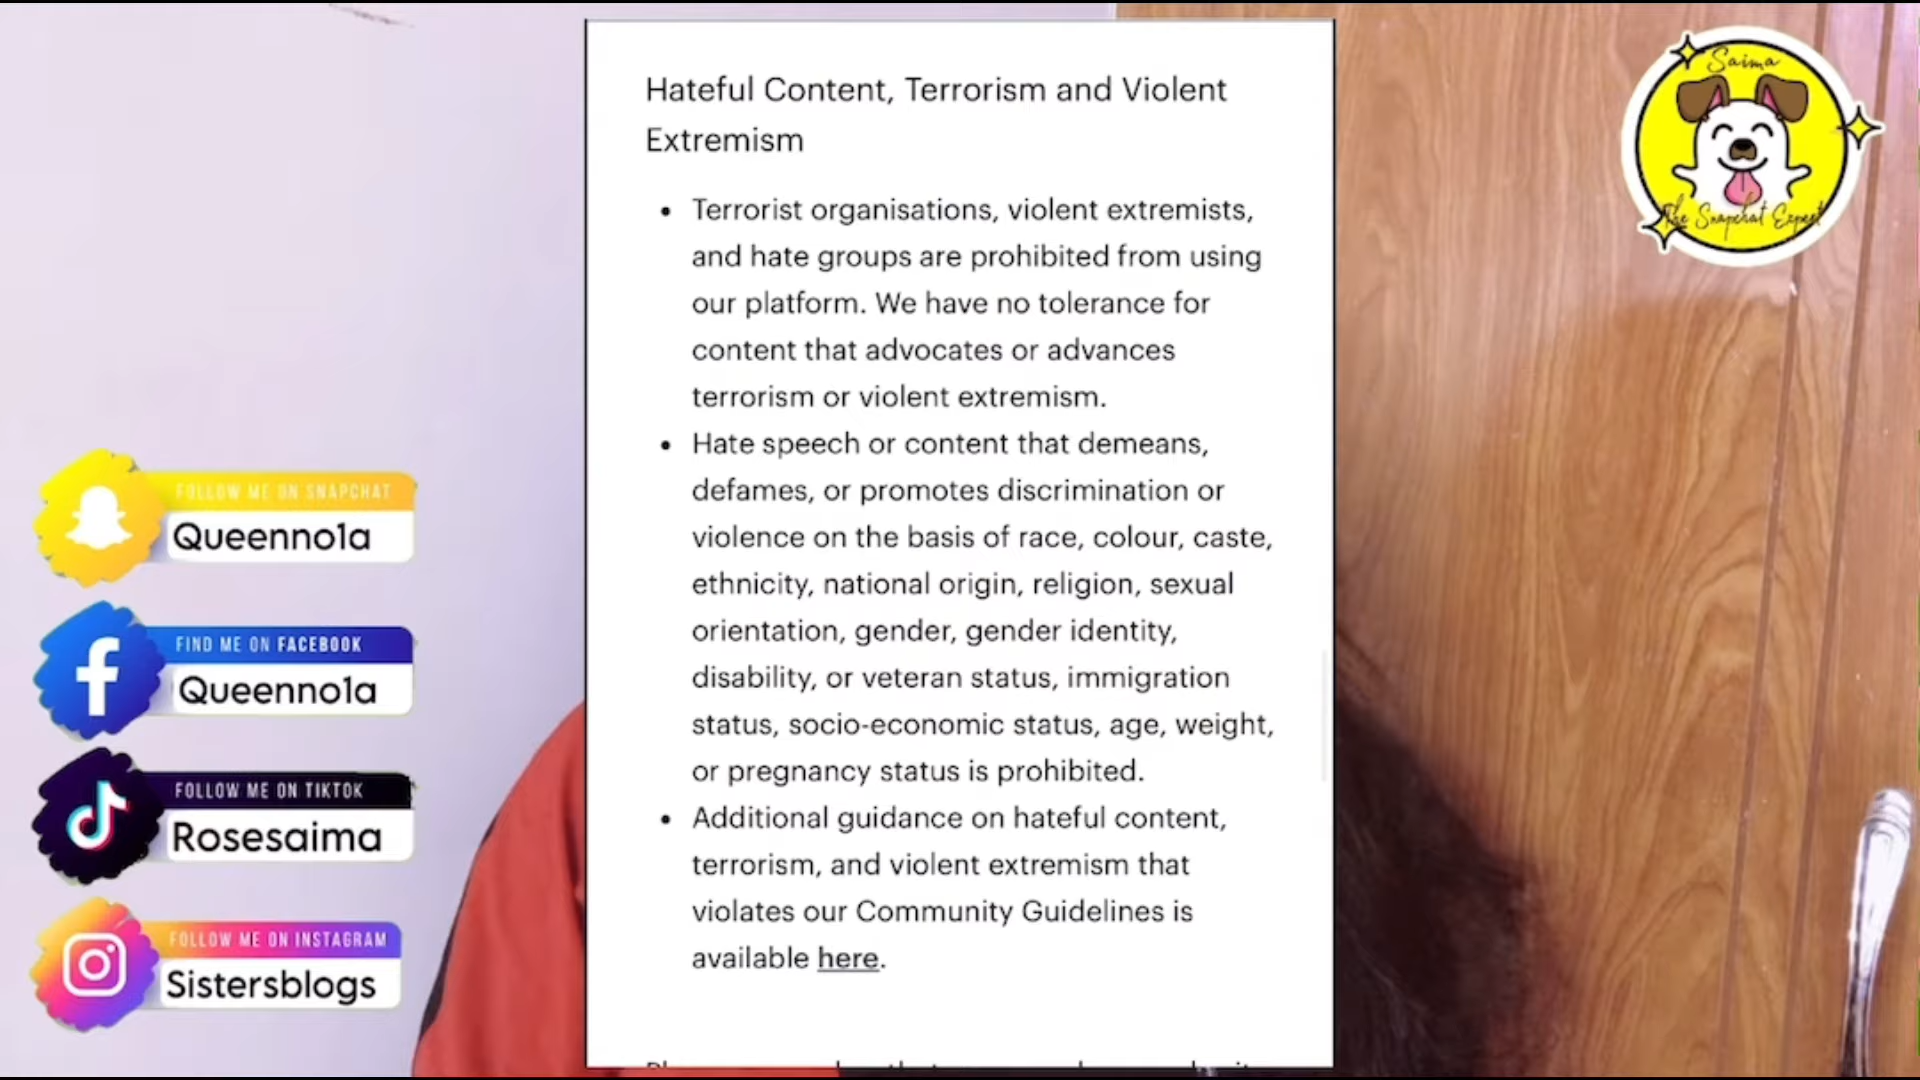 Hateful Content, Terrorism and Violent
Extremism
• Terrorist organisations, violent extremists,
and hate groups are prohibited from using
our platform. We have no tolerance for
content that advocates or advances
terrorism or violent extremism.
• Hate speech or content that demeans,
defames, or promotes discrimination or
violence on the basis of race, colour, caste,
ethnicity, national origin, religion, sexual
orientation, gender, gender identity,
disability, or veteran status, immigration
status, socio-economic status, age, weight,
or pregnancy status is prohibited.
• Additional guidance on hateful content,
terrorism, and violent extremism that
violates our Community Guidelines is
available here.
FOLLOW ME ON SNAPCHAT
Queenno1a
FIND ME ON FACEBOOK
Queenno1a
FOLLOW ME ON TIKTOK
Rosesaima
FOLLOW ME ON INSTAGRAM
Sistersblogs
Saima
The Snapchat Expert